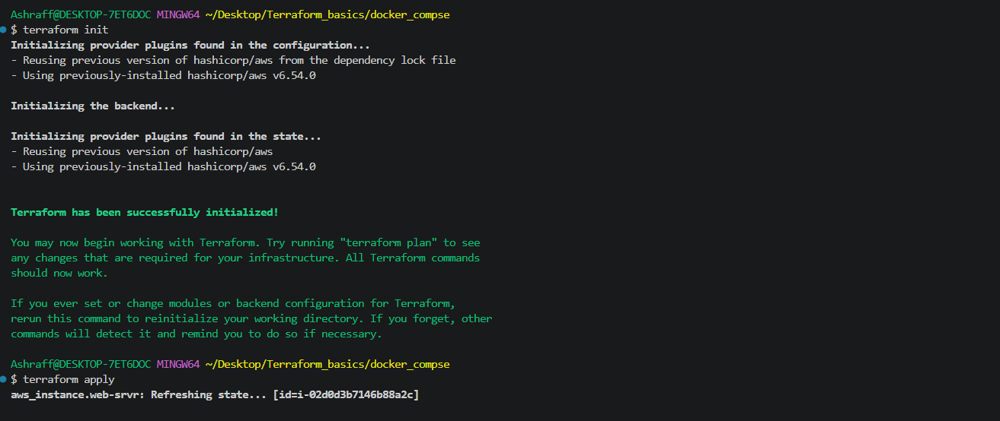 Ashraff@DESKTOP-7ET6DOC MINGW64 ~/Desktop/Terraform_basics/docker_compse
$ terraform init
Initializing provider plugins found in the configuration...
- Reusing previous version of hashicorp/aws from the dependency lock file
- Using previously-installed hashicorp/aws v6.54.0
Initializing the backend...
Initializing provider plugins found in the state...
- Reusing previous version of hashicorp/aws
- Using previously-installed hashicorp/aws v6.54.0
Terraform has been successfully initialized!
You may now begin working with Terraform. Try running "terraform plan" to see
any changes that are required for your infrastructure. All Terraform commands
should now work.
If you ever set or change modules or backend configuration for Terraform,
rerun this command to reinitialize your working directory. If you forget, other
commands will detect it and remind you to do so if necessary.
Ashraff@DESKTOP-7ET6DOC MINGW64 ~/Desktop/Terraform_basics/docker_compse
$ terraform apply
aws_instance.web-srvr: Refreshing state... [id=i-02d0d3b7146b88a2c]